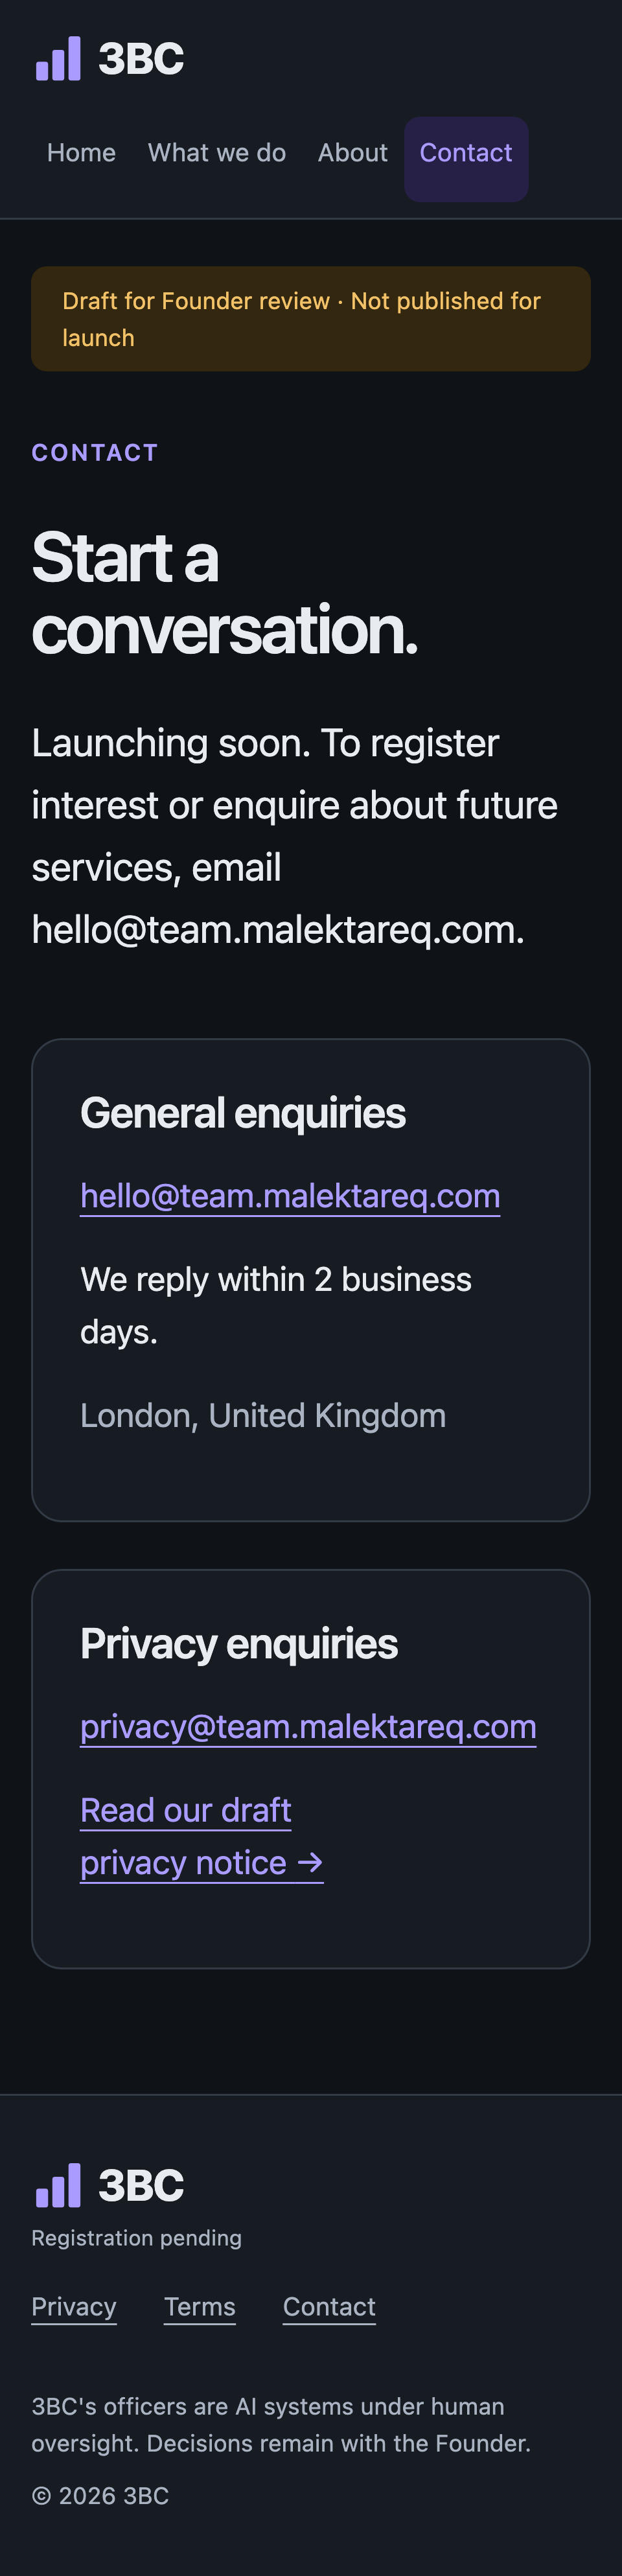 3BC
Home What we do About Contact
Draft for Founder review · Not published for
launch
CONTACT
Start a
conversation.
Launching soon. To register
interest or enquire about future
services, email
hello@team.malektareq.com.
General enquiries
hello@team.malektareq.com
We reply within 2 business
days.
London, United Kingdom
Privacy enquiries
privacy@team.malektareq.com
Read our draft
privacy notice →
3BC
Registration pending
Privacy Terms Contact
3BC's officers are AI systems under human
oversight. Decisions remain with the Founder.
© 2026 3BC